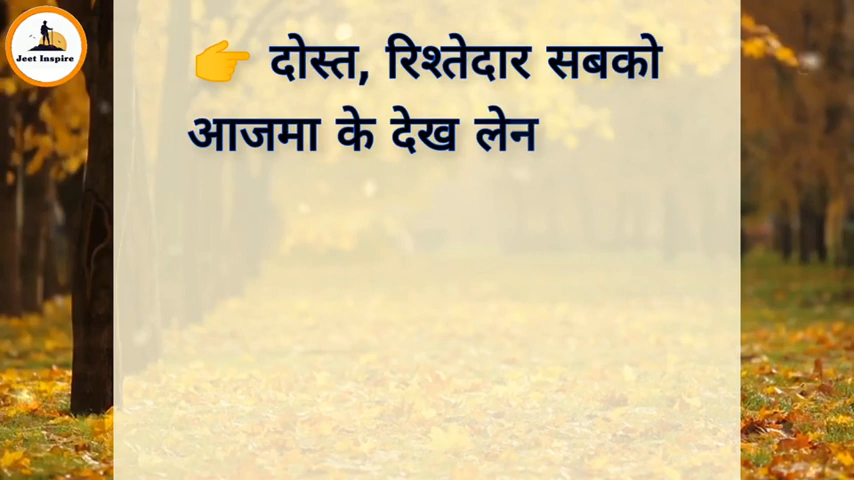 Jeet Inspire
👉 दोस्त, रिश्तेदार सबको
आजमा के देख लेन